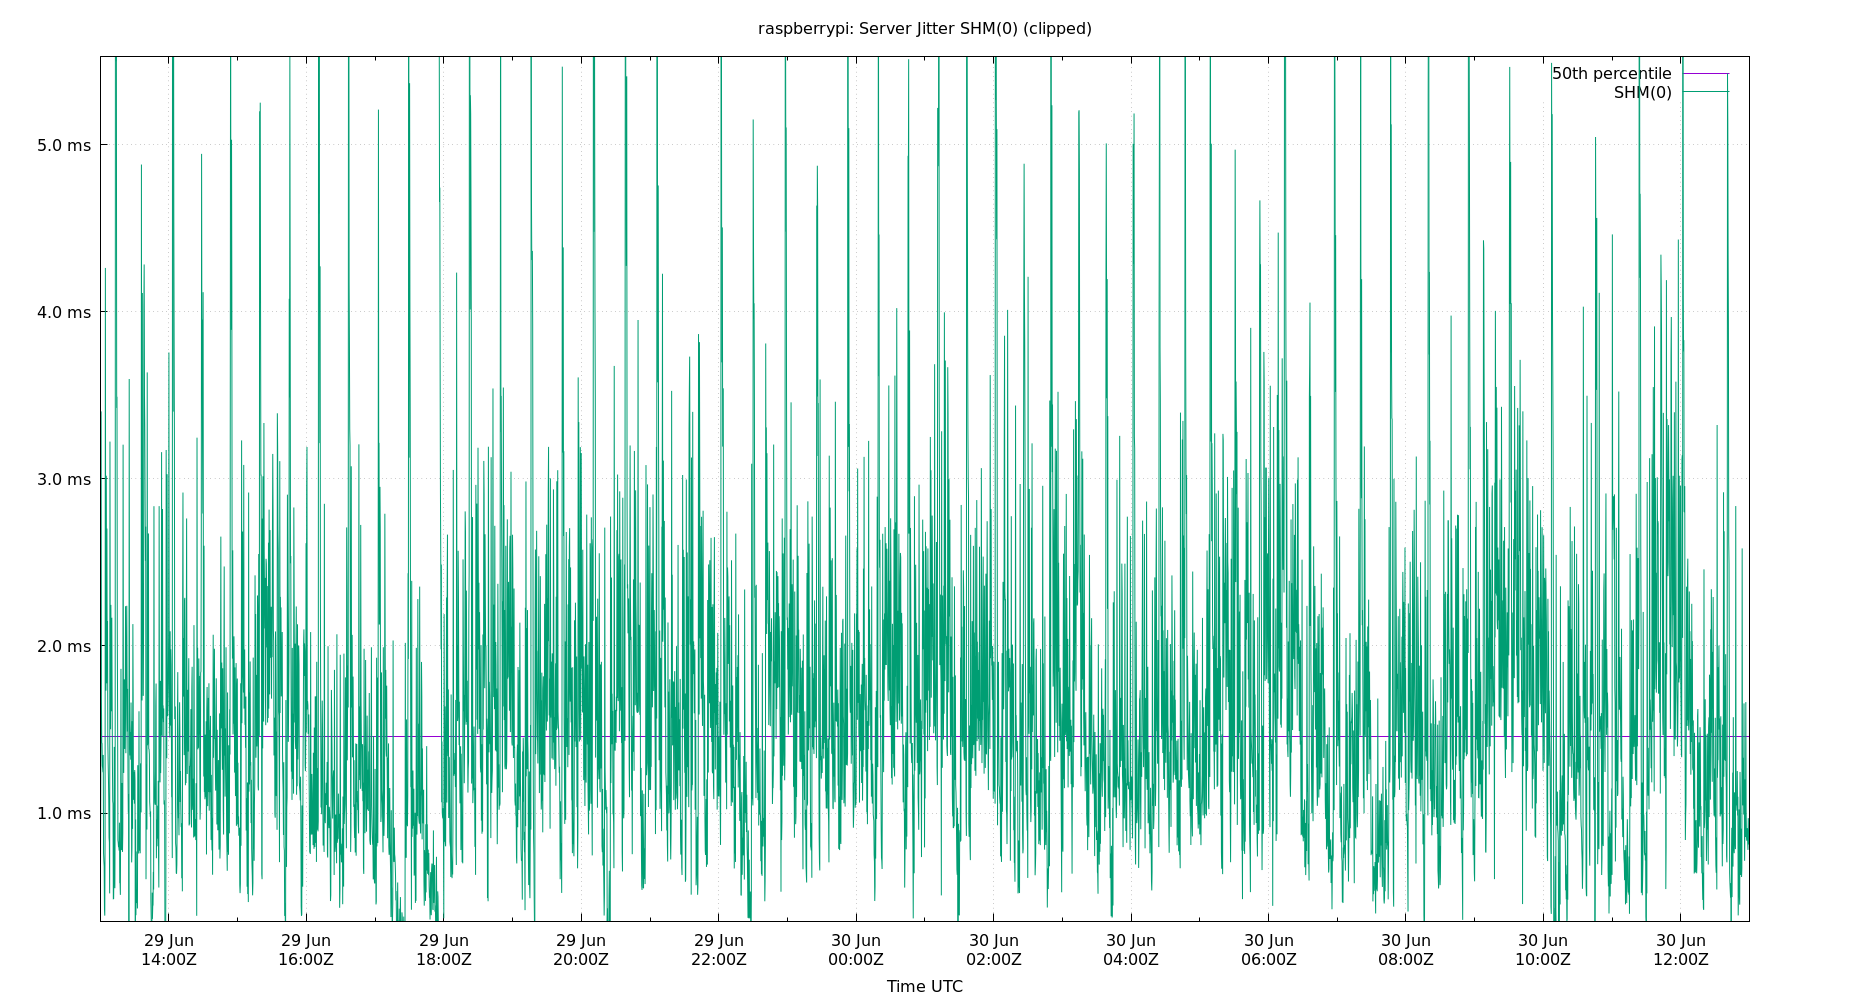 raspberrypi: Server Jitter SHM(0) (clipped)
50th percentile
SHM(0)
5.0 ms
4.0 ms
3.0 ms
2.0 ms
1.0 ms
29 Jun 29 Jun 29 Jun 29 Jun 29 Jun 30 Jun 30 Jun 30 Jun 30 Jun 30 Jun 30 Jun 30 Jun
14:00Z 16:00Z 18:00Z 20:00Z 22:00Z 00:00Z 02:00Z 04:00Z 06:00Z 08:00Z 10:00Z 12:00Z
Time UTC